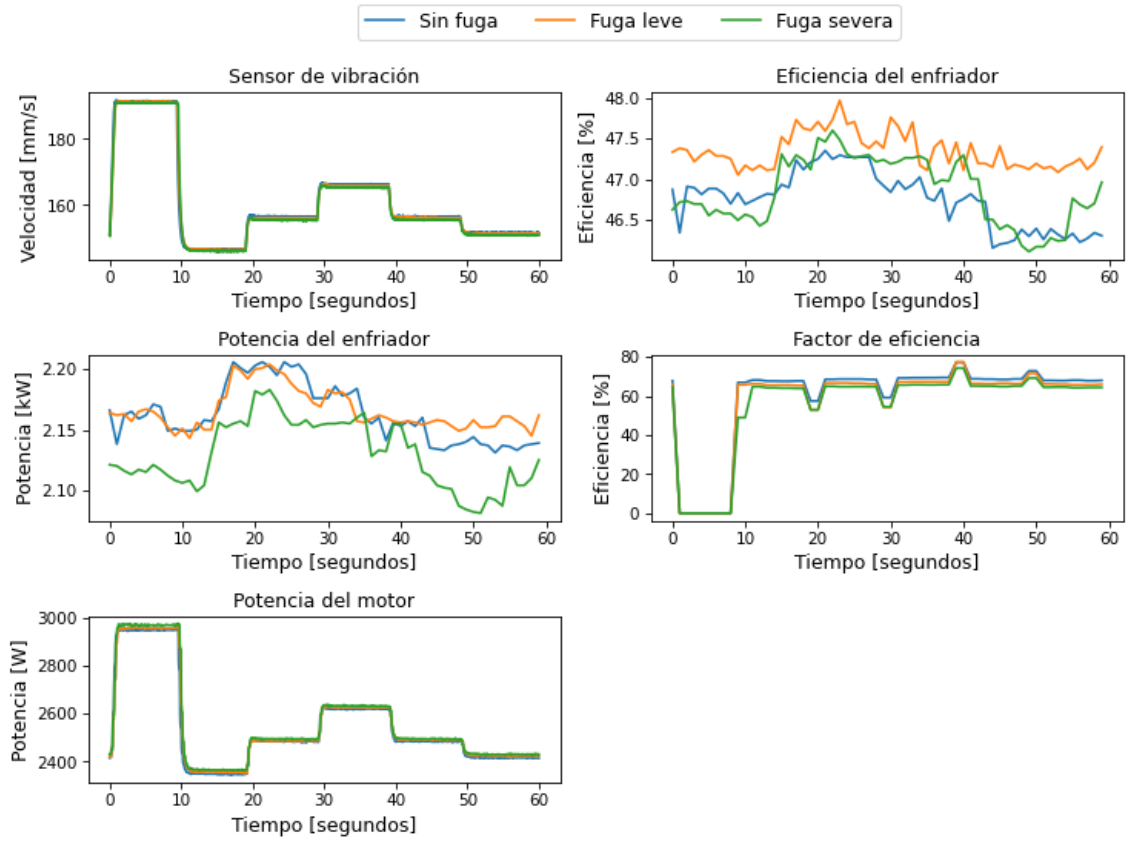 Sin fuga Fuga leve Fuga severa
Sensor de vibración
Velocidad [mm/s]
180
160
0 10 20 30 40 50 60
Tiempo [segundos]
Eficiencia del enfriador
Eficiencia [%]
48.0
47.5
47.0
46.5
0 10 20 30 40 50 60
Tiempo [segundos]
Potencia del enfriador
Potencia [kW]
2.20
2.15
2.10
0 10 20 30 40 50 60
Tiempo [segundos]
Factor de eficiencia
Eficiencia [%]
80
60
40
20
0
0 10 20 30 40 50 60
Tiempo [segundos]
Potencia del motor
Potencia [W]
3000
2800
2600
2400
0 10 20 30 40 50 60
Tiempo [segundos]